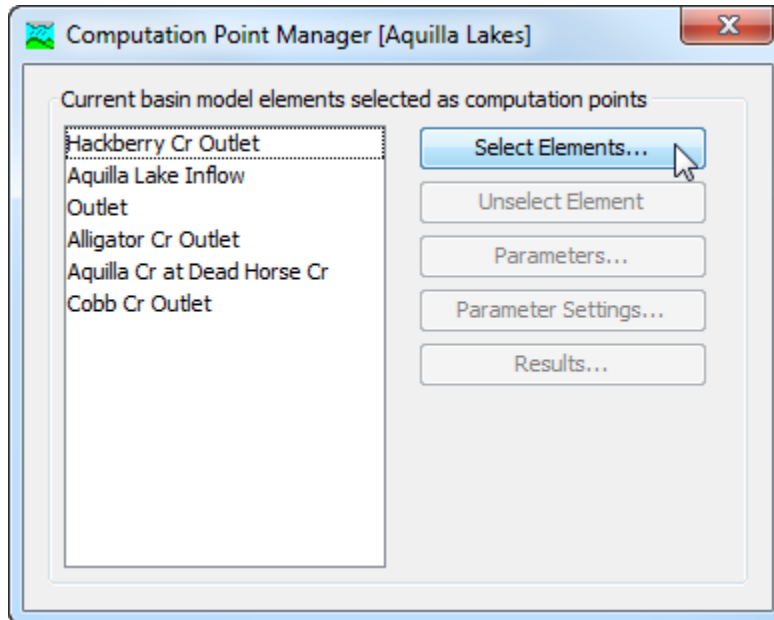 Computation Point Manager [Aquilla Lakes]
Current basin model elements selected as computation points
Hackberry Cr Outlet
Aquilla Lake Inflow
Outlet
Alligator Cr Outlet
Aquilla Cr at Dead Horse Cr
Cobb Cr Outlet
Select Elements...
Unselect Element
Parameters...
Parameter Settings...
Results...